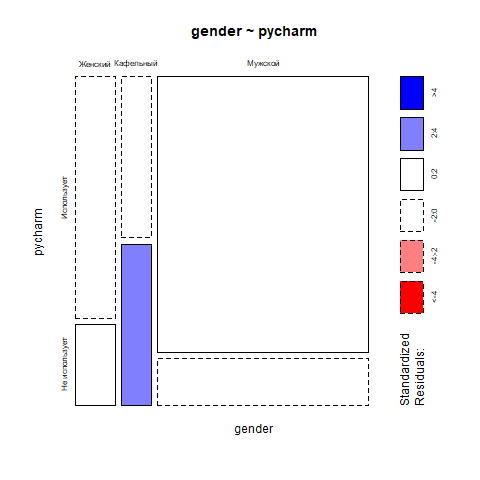 gender ~ pycharm
Женский
Кафельный
Мужской
Использует
Не использует
pycharm
gender
>4
2:4
0:2
-2:0
-4:-2
<-4
Standardized
Residuals: